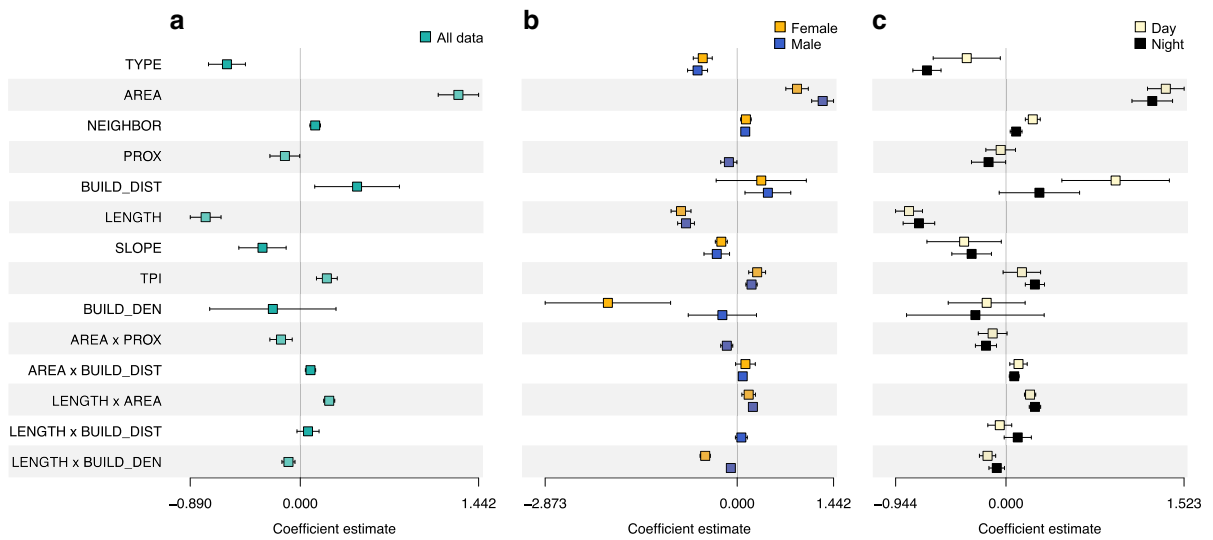 a
All data
b
Female
Male
c
Day
Night
TYPE
AREA
NEIGHBOR
PROX
BUILD_DIST
LENGTH
SLOPE
TPI
BUILD_DEN
AREA x PROX
AREA x BUILD_DIST
LENGTH x AREA
LENGTH x BUILD_DIST
LENGTH x BUILD_DEN
−0.890 0.000 1.442
Coefficient estimate
−2.873 0.000 1.442
Coefficient estimate
−0.944 0.000 1.523
Coefficient estimate